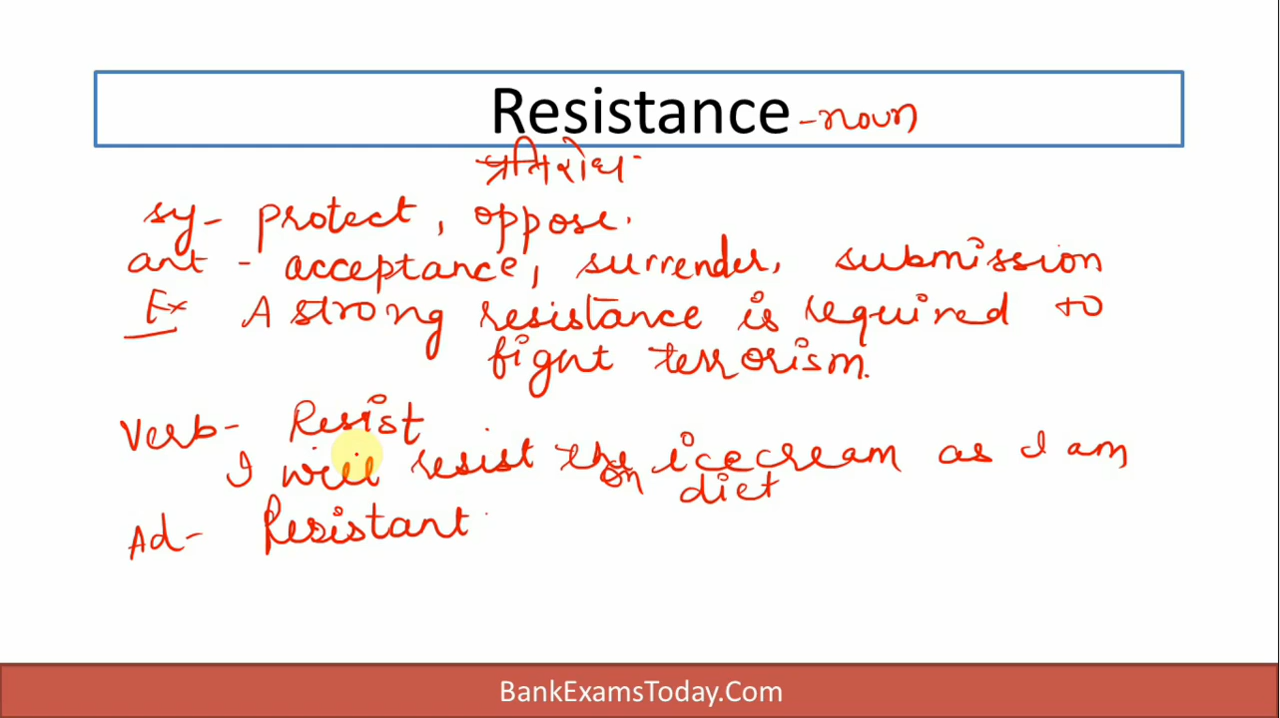 Resistance - noun
प्रतिरोध
sy - protect, oppose.
ant - acceptance, surrender, submission
Ex A strong resistance is required to
fight terrorism.
Verb - Resist
I will resist the icecream as I am
on diet
Ad - Resistant
BankExamsToday.Com